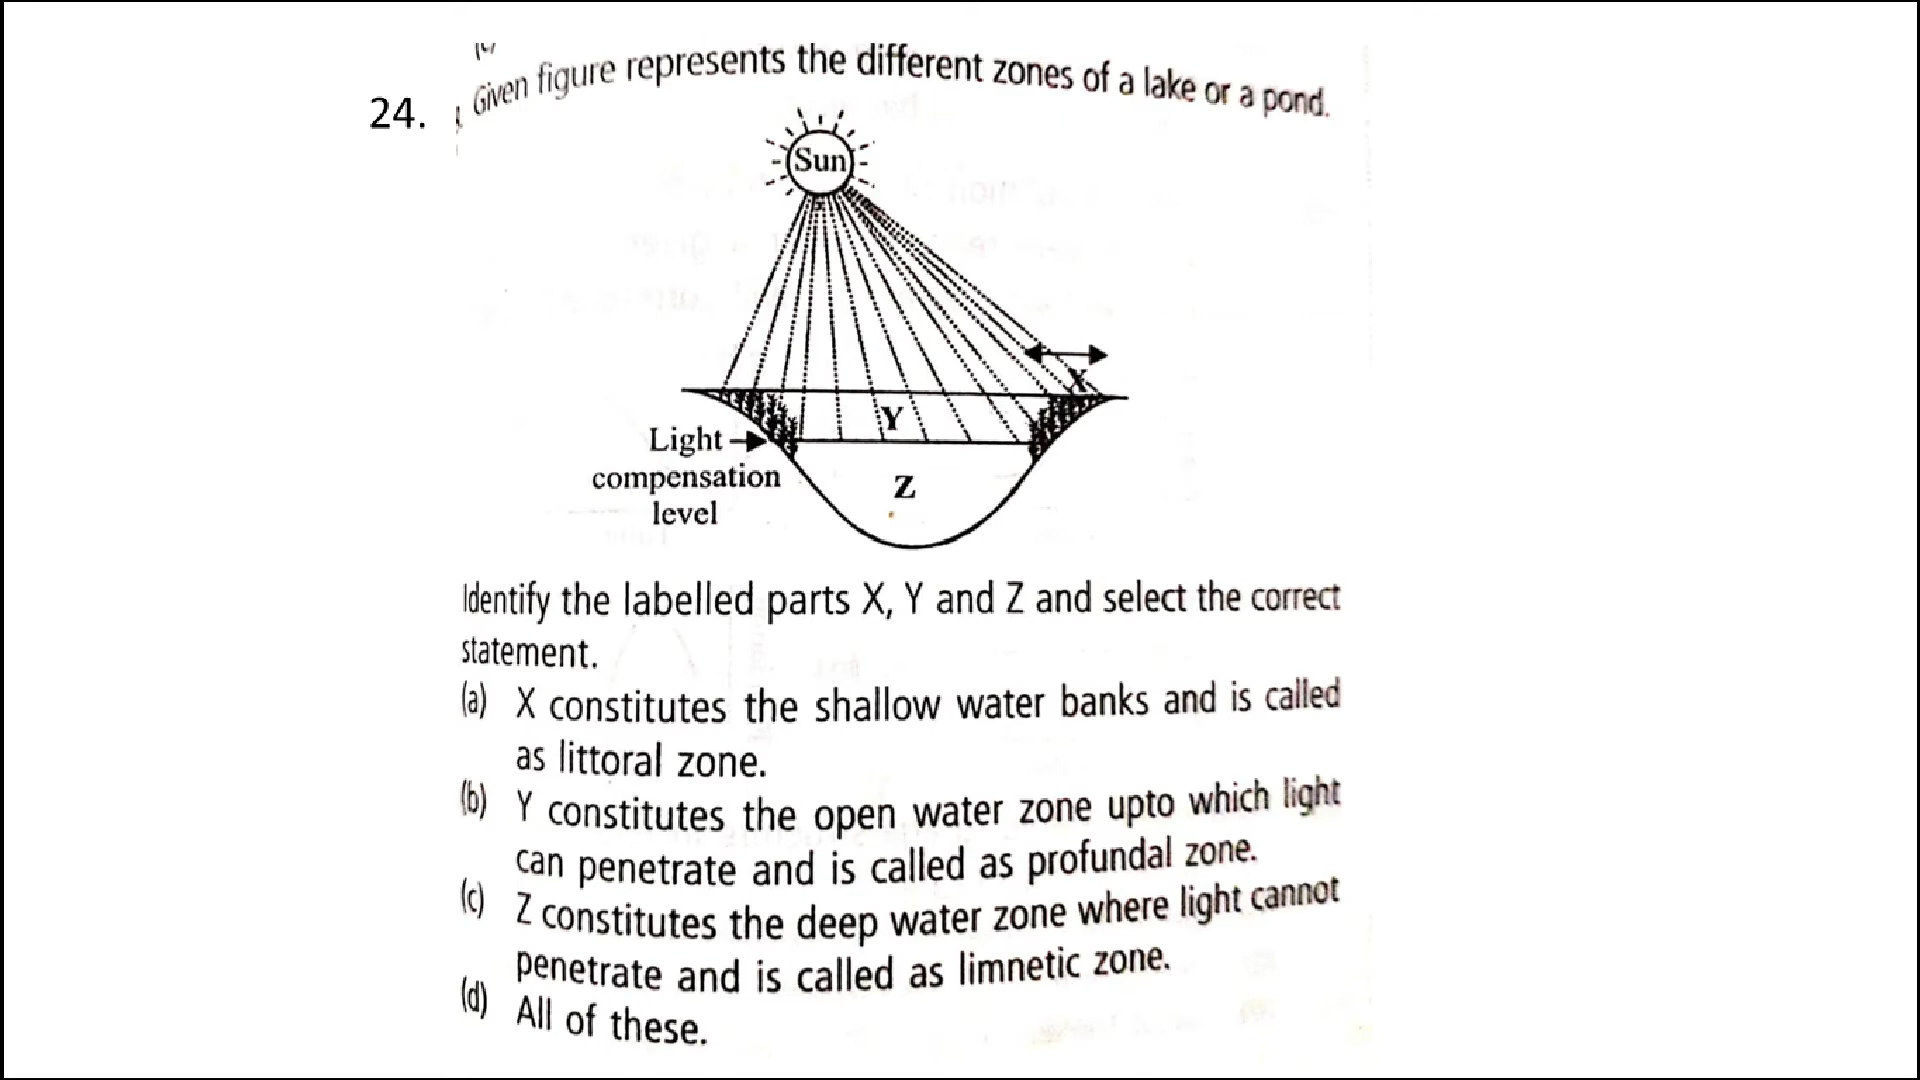 24.
Given figure represents the different zones of a lake or a pond.
Sun
X
Y
Light
compensation
level
Z
Identify the labelled parts X, Y and Z and select the correct
statement.
(a) X constitutes the shallow water banks and is called
as littoral zone.
(b) Y constitutes the open water zone upto which light
can penetrate and is called as profundal zone.
(c) Z constitutes the deep water zone where light cannot
penetrate and is called as limnetic zone.
(d) All of these.